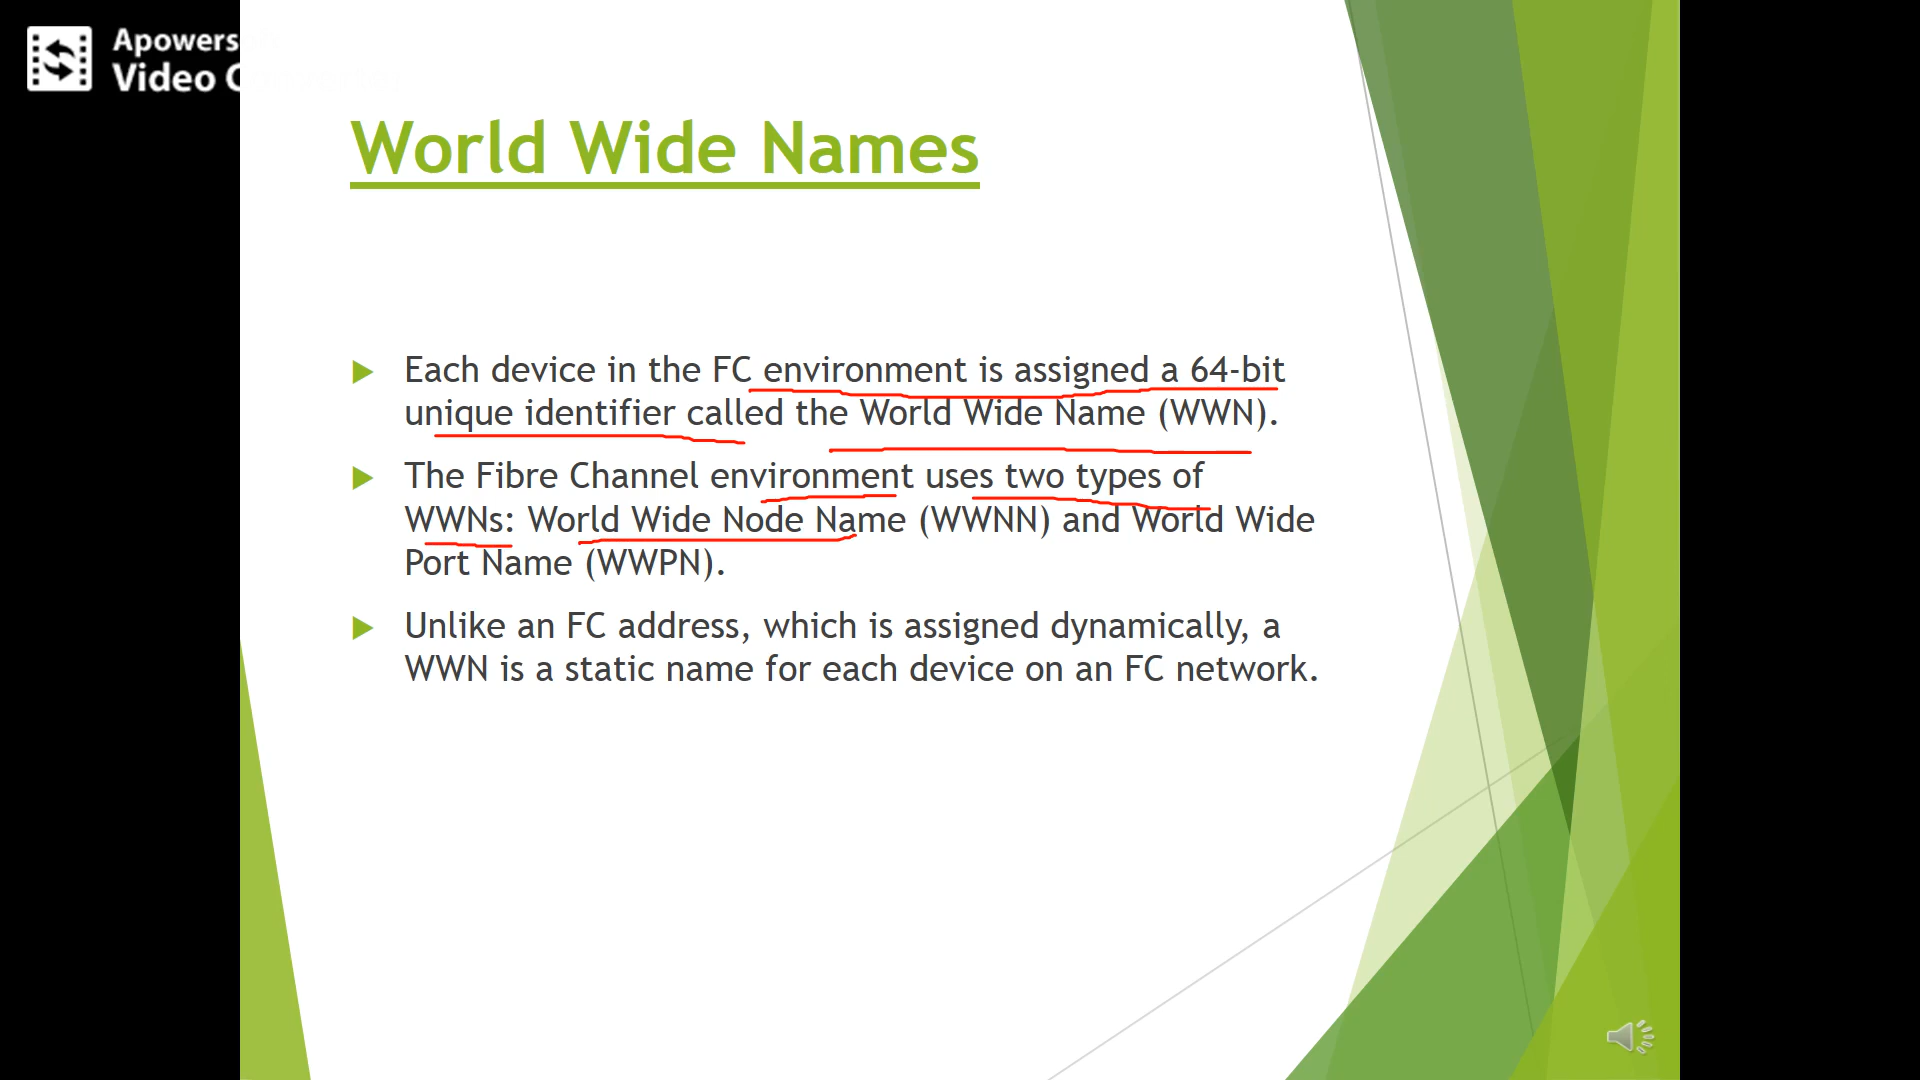 Apowers
Video
World Wide Names
Each device in the FC environment is assigned a 64-bit
unique identifier called the World Wide Name (WWN).
The Fibre Channel environment uses two types of
WWNs: World Wide Node Name (WWNN) and World Wide
Port Name (WWPN).
Unlike an FC address, which is assigned dynamically, a
WWN is a static name for each device on an FC network.